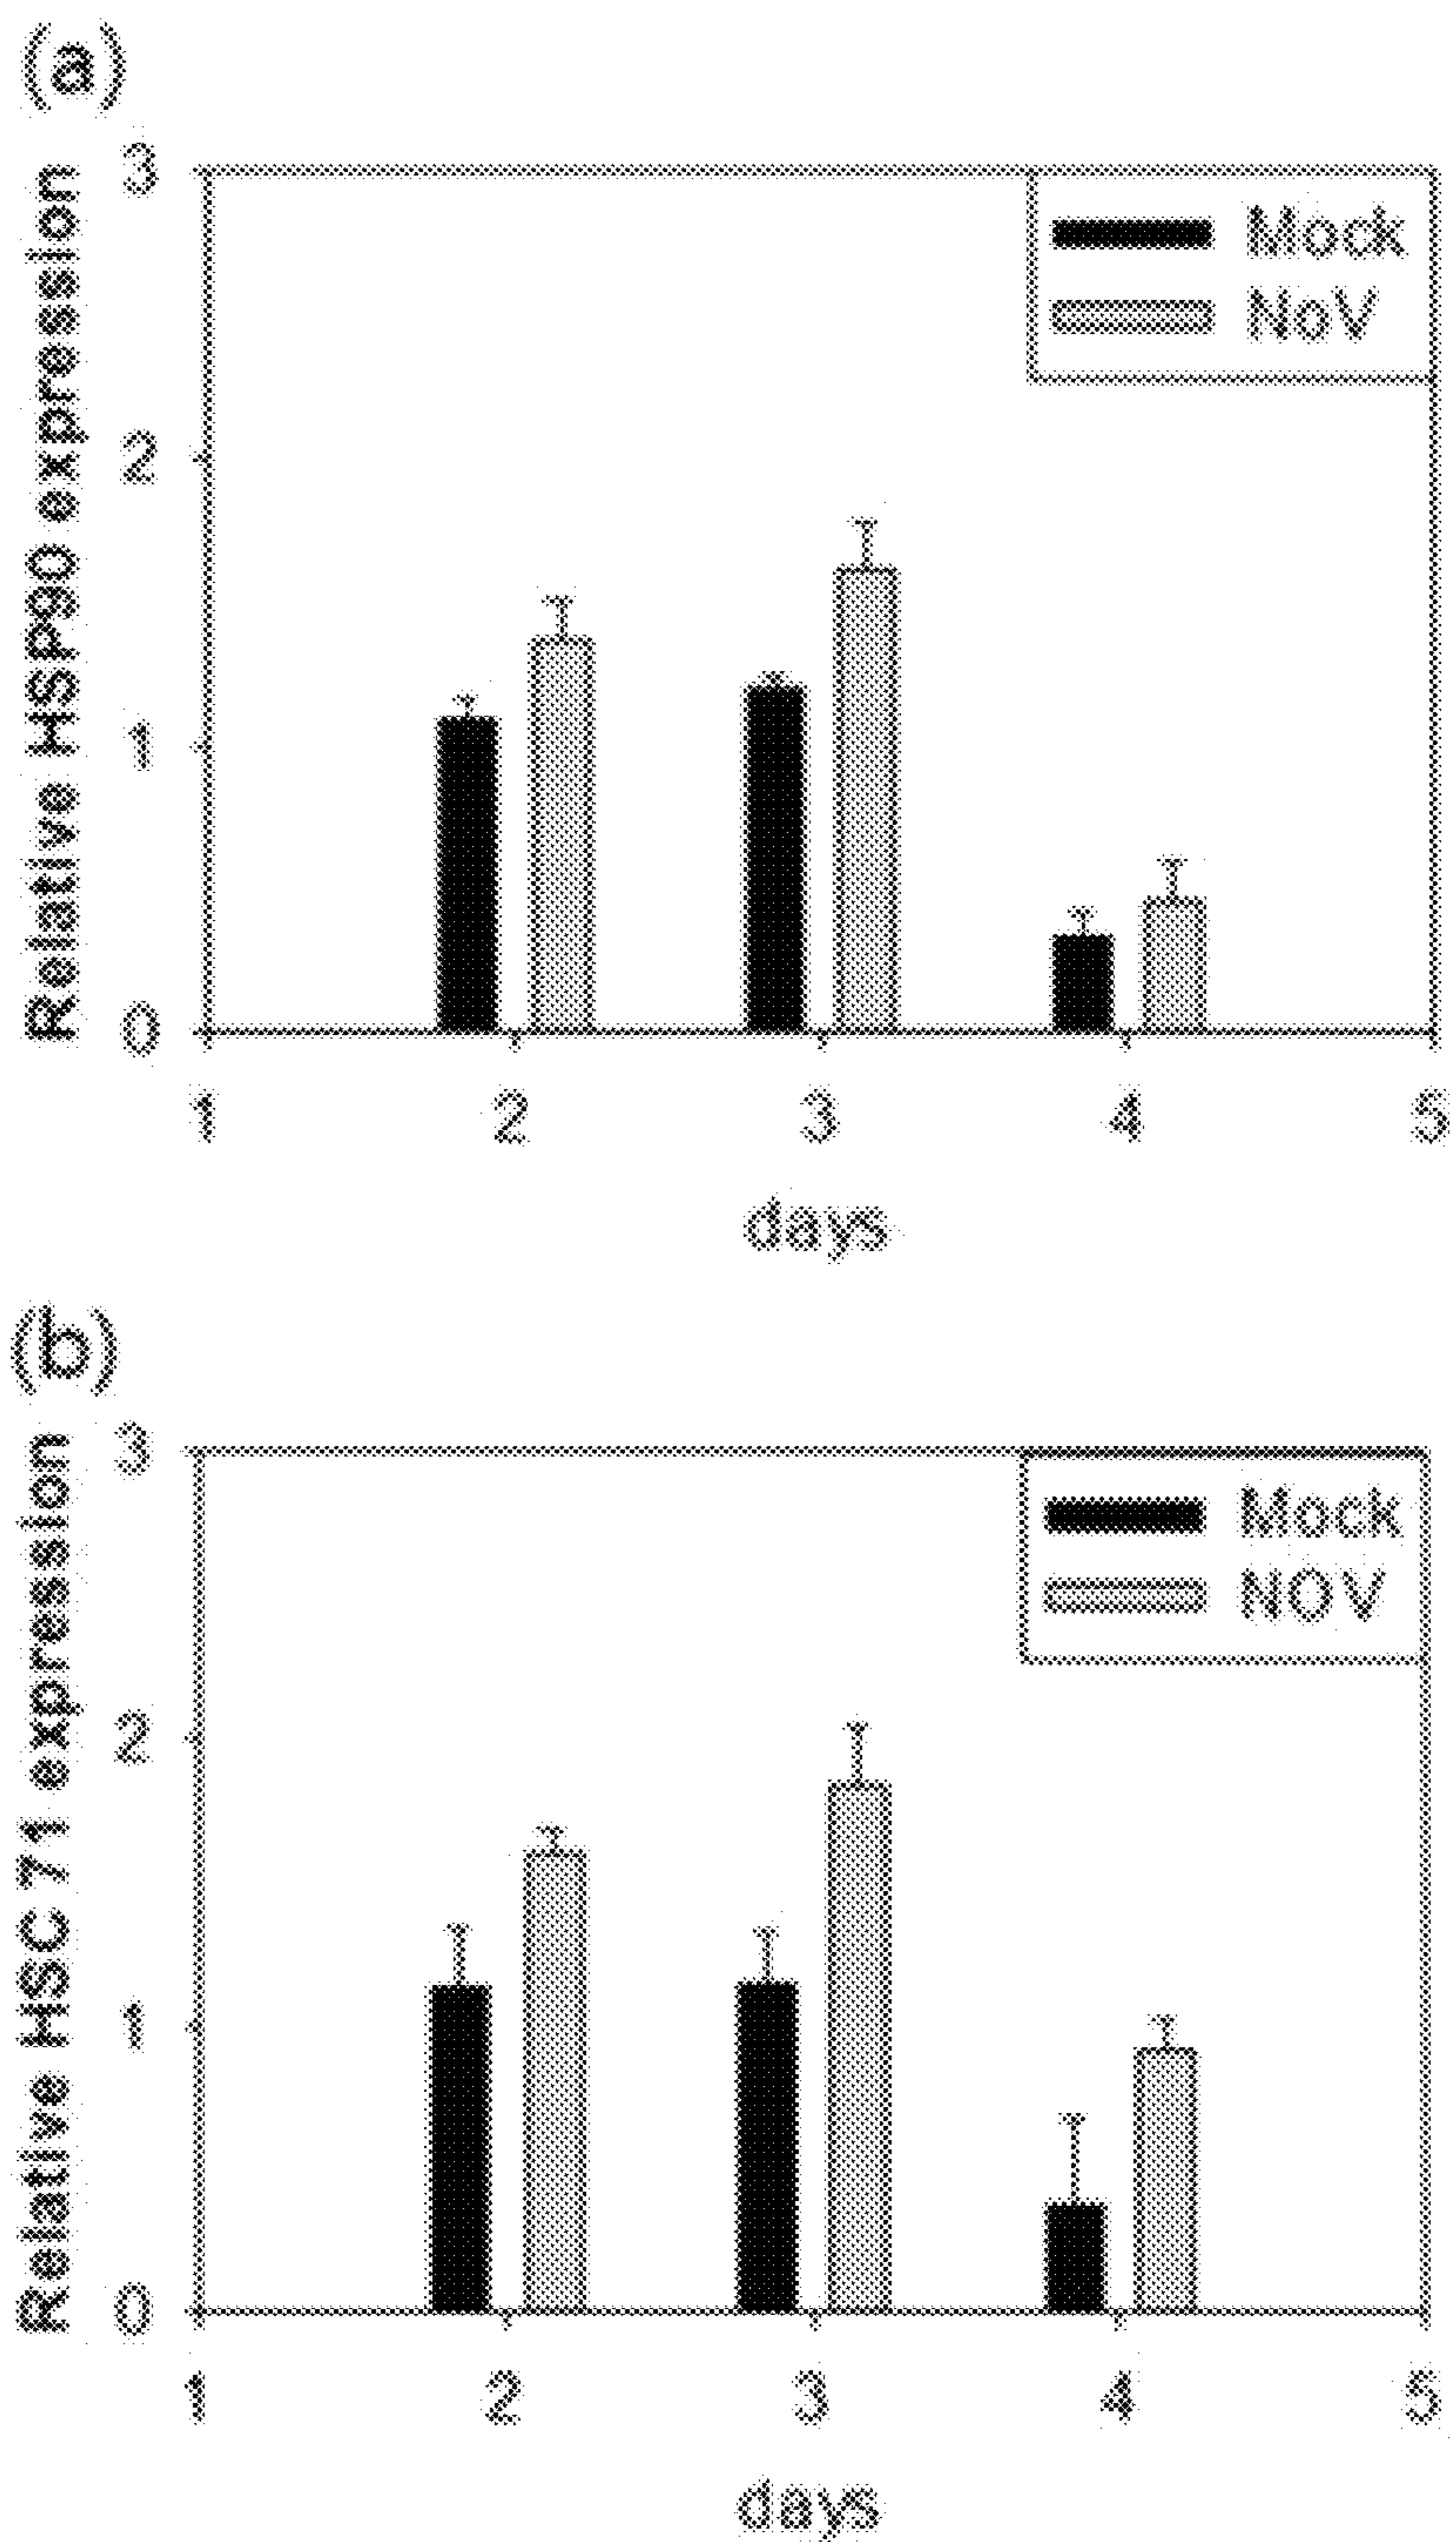 (a)
Relative HSP90 expression
3
2
1
0
Mock
NoV
1 2 3 4 5
days
(b)
Relative HSC 71 expression
3
2
1
0
Mock
NOV
1 2 3 4 5
days